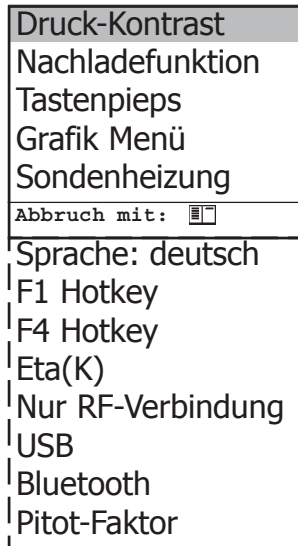 Druck-Kontrast
Nachladefunktion
Tastenpieps
Grafik Menü
Sondenheizung
Abbruch mit:
Sprache: deutsch
F1 Hotkey
F4 Hotkey
Eta(K)
Nur RF-Verbindung
USB
Bluetooth
Pitot-Faktor